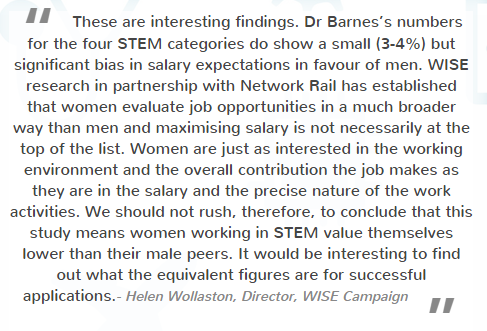 " These are interesting findings. Dr Barnes's numbers
for the four STEM categories do show a small (3-4%) but
significant bias in salary expectations in favour of men. WISE
research in partnership with Network Rail has established
that women evaluate job opportunities in a much broader
way than men and maximising salary is not necessarily at the
top of the list. Women are just as interested in the working
environment and the overall contribution the job makes as
they are in the salary and the precise nature of the work
activities. We should not rush, therefore, to conclude that this
study means women working in STEM value themselves
lower than their male peers. It would be interesting to find
out what the equivalent figures are for successful
applications.- Helen Wollaston, Director, WISE Campaign "